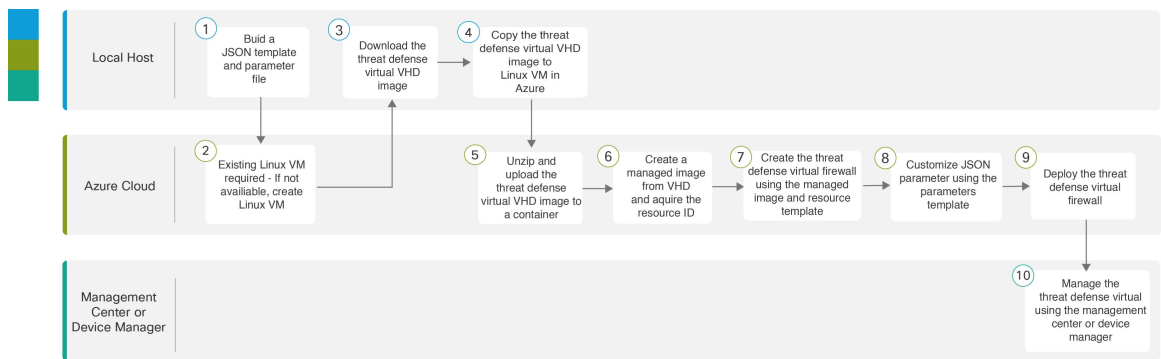 Local Host
1
Buid a
JSON template
and parameter
file
3
Download the
threat defense
virtual VHD
image
4
Copy the threat
defense virtual VHD
image to
Linux VM in
Azure
Azure Cloud
2
Existing Linux VM
required - If not
availiable, create
Linux VM
5
Unzip and
upload the
threat defense
virtual VHD image to
a container
6
Create a
managed image
from VHD
and aquire the
resource ID
7
Create the threat
defense virtual firewall
using the managed
image and resource
template
8
Customize JSON
parameter using the
parameters
template
9
Deploy the threat
defense virtual
firewall
Management
Center or
Device Manager
10
Manage the
threat defense virtual
using the management
center or device
manager